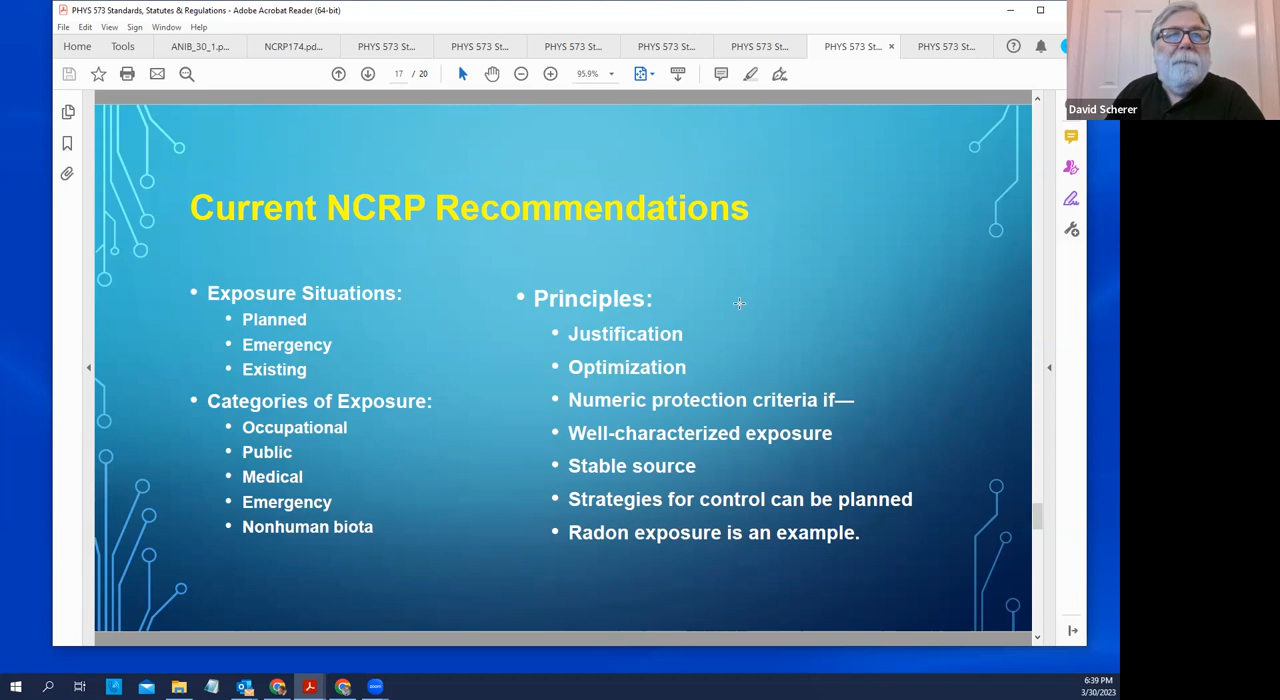 PHYS 573 Standards, Statutes & Regulations - Adobe Acrobat Reader (64-bit)
File Edit View Sign Window Help
Home Tools ANIB_30_1.p... NCRP174.pd... PHYS 573 St... PHYS 573 St... PHYS 573 St... PHYS 573 St... PHYS 573 St... PHYS 573 St... × PHYS 573 St...
17 / 20 95.9%
David Scherer
Current NCRP Recommendations
• Exposure Situations:
• Planned
• Emergency
• Existing
• Categories of Exposure:
• Occupational
• Public
• Medical
• Emergency
• Nonhuman biota
• Principles:
• Justification
• Optimization
• Numeric protection criteria if—
• Well-characterized exposure
• Stable source
• Strategies for control can be planned
• Radon exposure is an example.
zoom
6:39 PM
3/30/2023